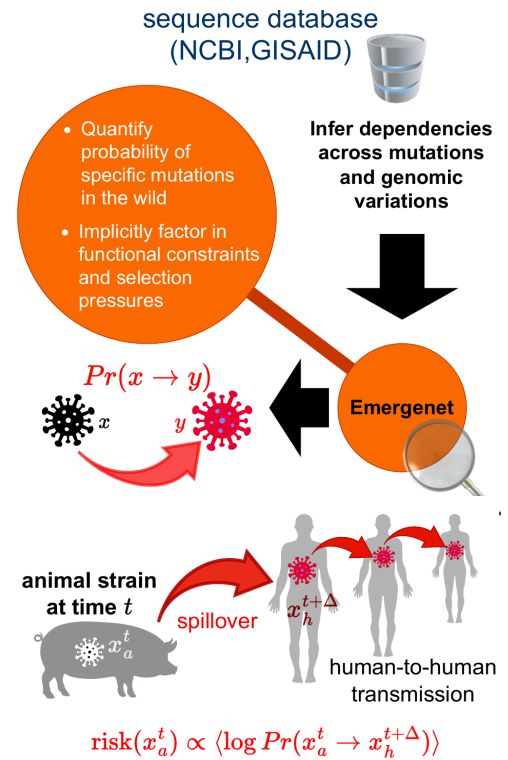 sequence database
(NCBI,GISAID)
Infer dependencies
across mutations
and genomic
variations
• Quantify
probability of
specific mutations
in the wild
• Implicitly factor in
functional constraints
and selection
pressures
Emergenet
Pr(x → y)
x
y
animal strain
at time t
x_a^t
spillover
x_h^{t+Δ}
human-to-human
transmission
risk(x_a^t) ∝ ⟨log Pr(x_a^t → x_h^{t+Δ})⟩